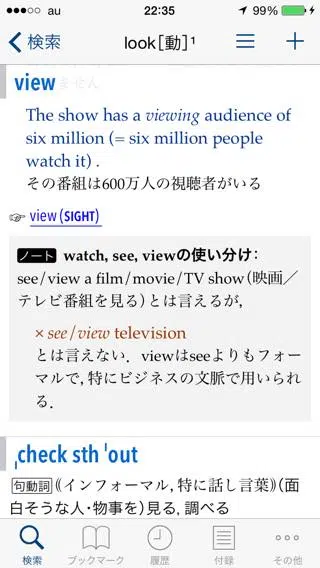 au 22:35 99%
検索 look[動]¹
view ません
The show has a viewing audience of
six million (= six million people
watch it) .
その番組は600万人の視聴者がいる
☞ view (SIGHT)
ノート watch, see, viewの使い分け：
see/view a film/movie/TV show（映画／
テレビ番組を見る）とは言えるが，
× see/view television
とは言えない．viewはseeよりもフォー
マルで，特にビジネスの文脈で用いられ
る．
ˌcheck sth ˈout
句動詞 ⟪インフォーマル，特に話し言葉⟫（面
白そうな人・物事を）見る，調べる
検索 ブックマーク 履歴 付録 その他